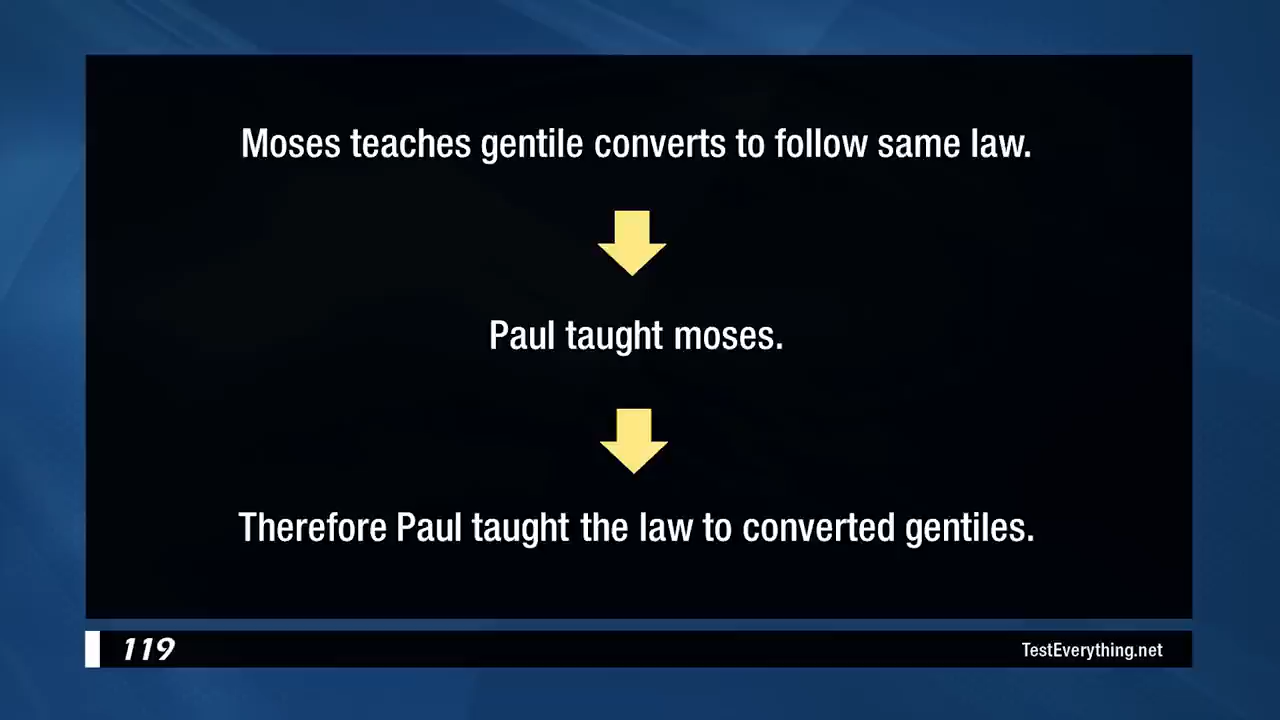 Moses teaches gentile converts to follow same law.
Paul taught moses.
Therefore Paul taught the law to converted gentiles.
119
TestEverything.net